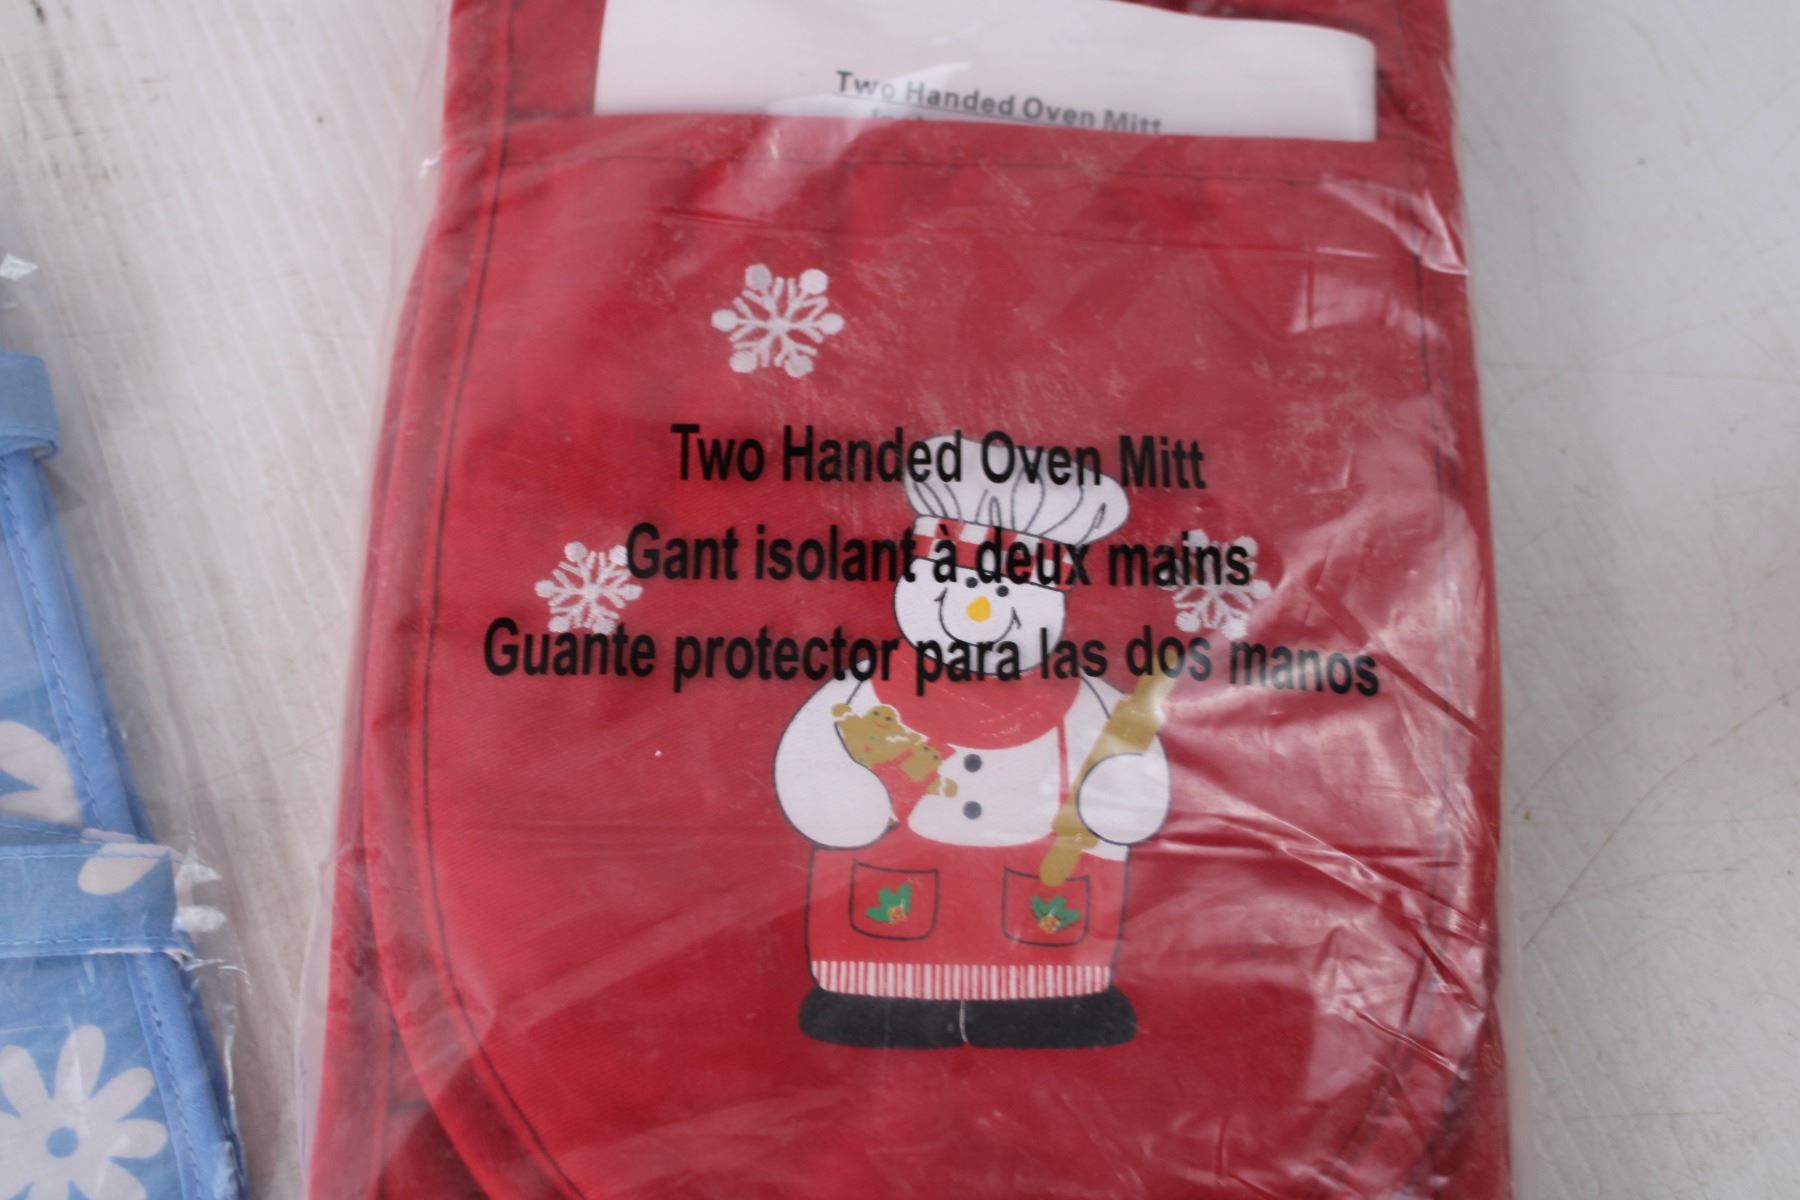 Two Handed Oven Mitt
Two Handed Oven Mitt
Gant isolant à deux mains
Guante protector para las dos manos